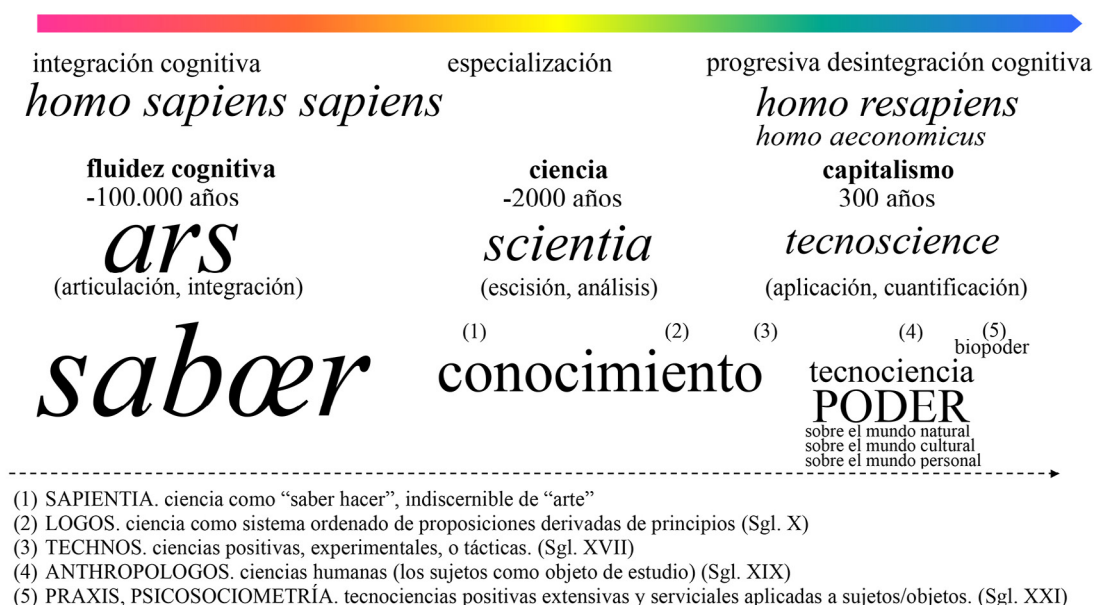 integración cognitiva especialización progresiva desintegración cognitiva
homo sapiens sapiens homo resapiens
homo aeconomicus
fluidez cognitiva ciencia capitalismo
-100.000 años -2000 años 300 años
ars scientia tecnoscience
(articulación, integración) (escisión, análisis) (aplicación, cuantificación)
(1) (2) (3) (4) (5)
biopoder
sabœr conocimiento tecnociencia
PODER
sobre el mundo natural
sobre el mundo cultural
sobre el mundo personal
(1) SAPIENTIA. ciencia como “saber hacer”, indiscernible de “arte”
(2) LOGOS. ciencia como sistema ordenado de proposiciones derivadas de principios (Sgl. X)
(3) TECHNOS. ciencias positivas, experimentales, o tácticas. (Sgl. XVII)
(4) ANTHROPOLOGOS. ciencias humanas (los sujetos como objeto de estudio) (Sgl. XIX)
(5) PRAXIS, PSICOSOCIOMETRÍA. tecnociencias positivas extensivas y serviciales aplicadas a sujetos/objetos. (Sgl. XXI)